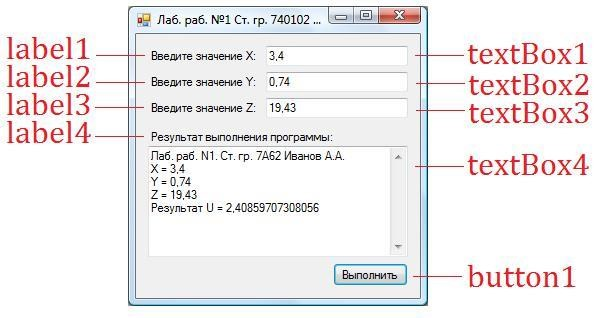 Лаб. раб. №1 Ст. гр. 740102 ...
label1 Введите значение X: 3,4 textBox1
label2 Введите значение Y: 0,74 textBox2
label3 Введите значение Z: 19,43 textBox3
label4 Результат выполнения программы:
Лаб. раб. N1. Ст. гр. 7А62 Иванов А.А.
X = 3,4 textBox4
Y = 0,74
Z = 19,43
Результат U = 2,40859707308056
Выполнить button1